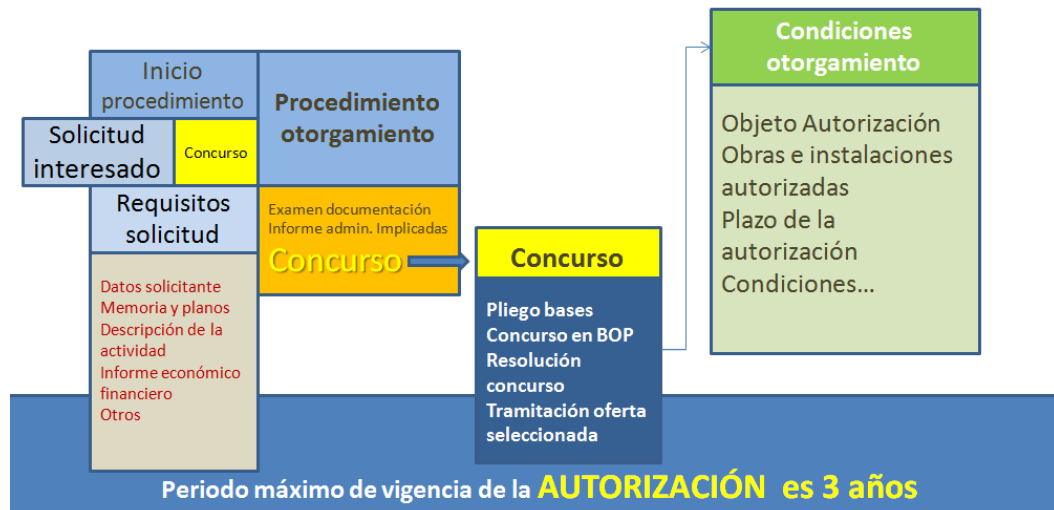 Inicio
procedimiento
Solicitud
interesado
Concurso
Requisitos
solicitud
Datos solicitante
Memoria y planos
Descripción de la
actividad
Informe económico
financiero
Otros
Procedimiento
otorgamiento
Examen documentación
Informe admin. Implicadas
Concurso
Concurso
Pliego bases
Concurso en BOP
Resolución
concurso
Tramitación oferta
seleccionada
Condiciones
otorgamiento
Objeto Autorización
Obras e instalaciones
autorizadas
Plazo de la
autorización
Condiciones...
Periodo máximo de vigencia de la AUTORIZACIÓN es 3 años